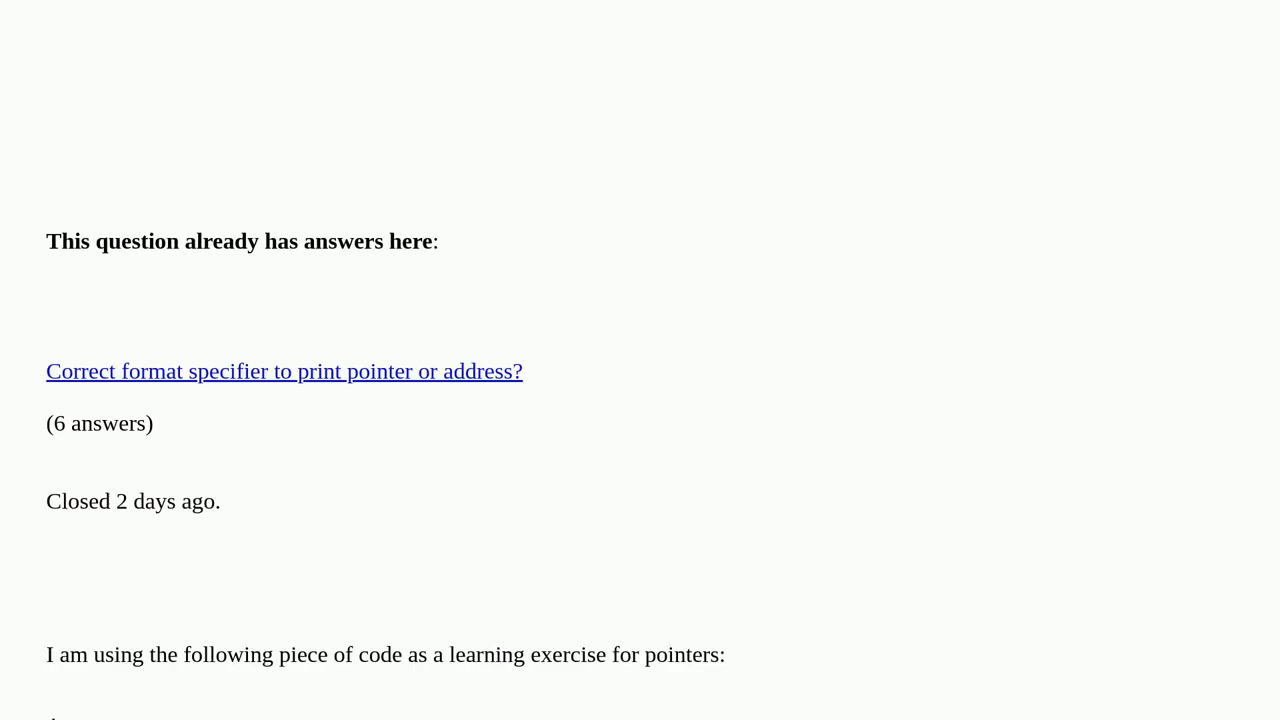 This question already has answers here:
Correct format specifier to print pointer or address?
(6 answers)
Closed 2 days ago.
I am using the following piece of code as a learning exercise for pointers: